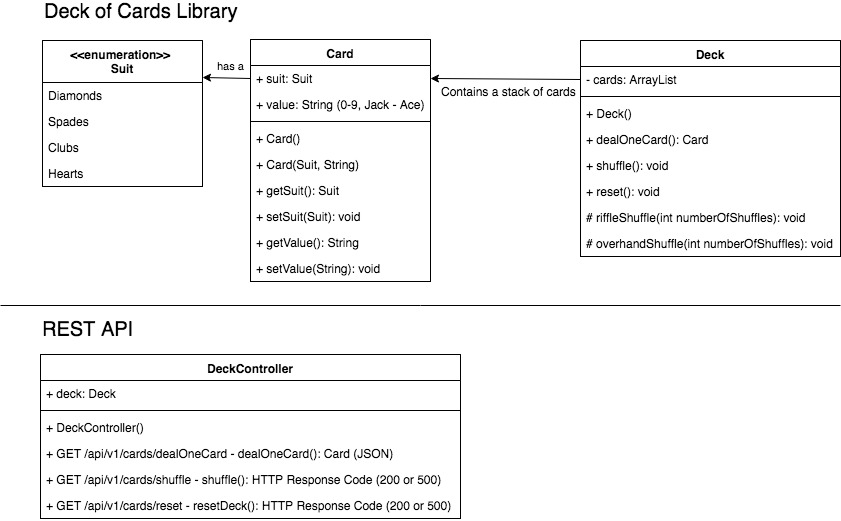 Deck of Cards Library
<<enumeration>>
Suit
Diamonds
Spades
Clubs
Hearts
has a
Card
+ suit: Suit
+ value: String (0-9, Jack - Ace)
+ Card()
+ Card(Suit, String)
+ getSuit(): Suit
+ setSuit(Suit): void
+ getValue(): String
+ setValue(String): void
Contains a stack of cards
Deck
- cards: ArrayList
+ Deck()
+ dealOneCard(): Card
+ shuffle(): void
+ reset(): void
# riffleShuffle(int numberOfShuffles): void
# overhandShuffle(int numberOfShuffles): void
REST API
DeckController
+ deck: Deck
+ DeckController()
+ GET /api/v1/cards/dealOneCard - dealOneCard(): Card (JSON)
+ GET /api/v1/cards/shuffle - shuffle(): HTTP Response Code (200 or 500)
+ GET /api/v1/cards/reset - resetDeck(): HTTP Response Code (200 or 500)